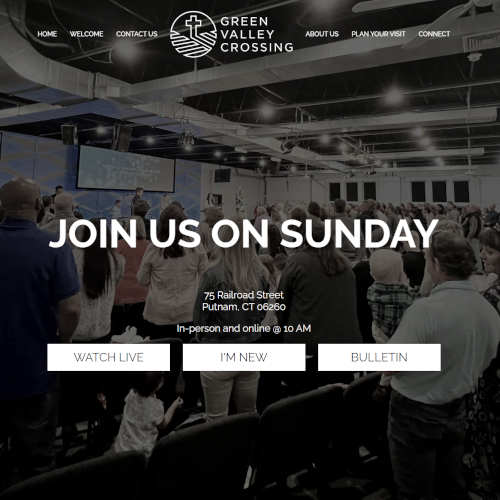 HOME
WELCOME
CONTACT US
GREEN
VALLEY
CROSSING
ABOUT US
PLAN YOUR VISIT
CONNECT
JOIN US ON SUNDAY
75 Railroad Street
Putnam, CT 06260
In-person and online @ 10 AM
WATCH LIVE
I'M NEW
BULLETIN